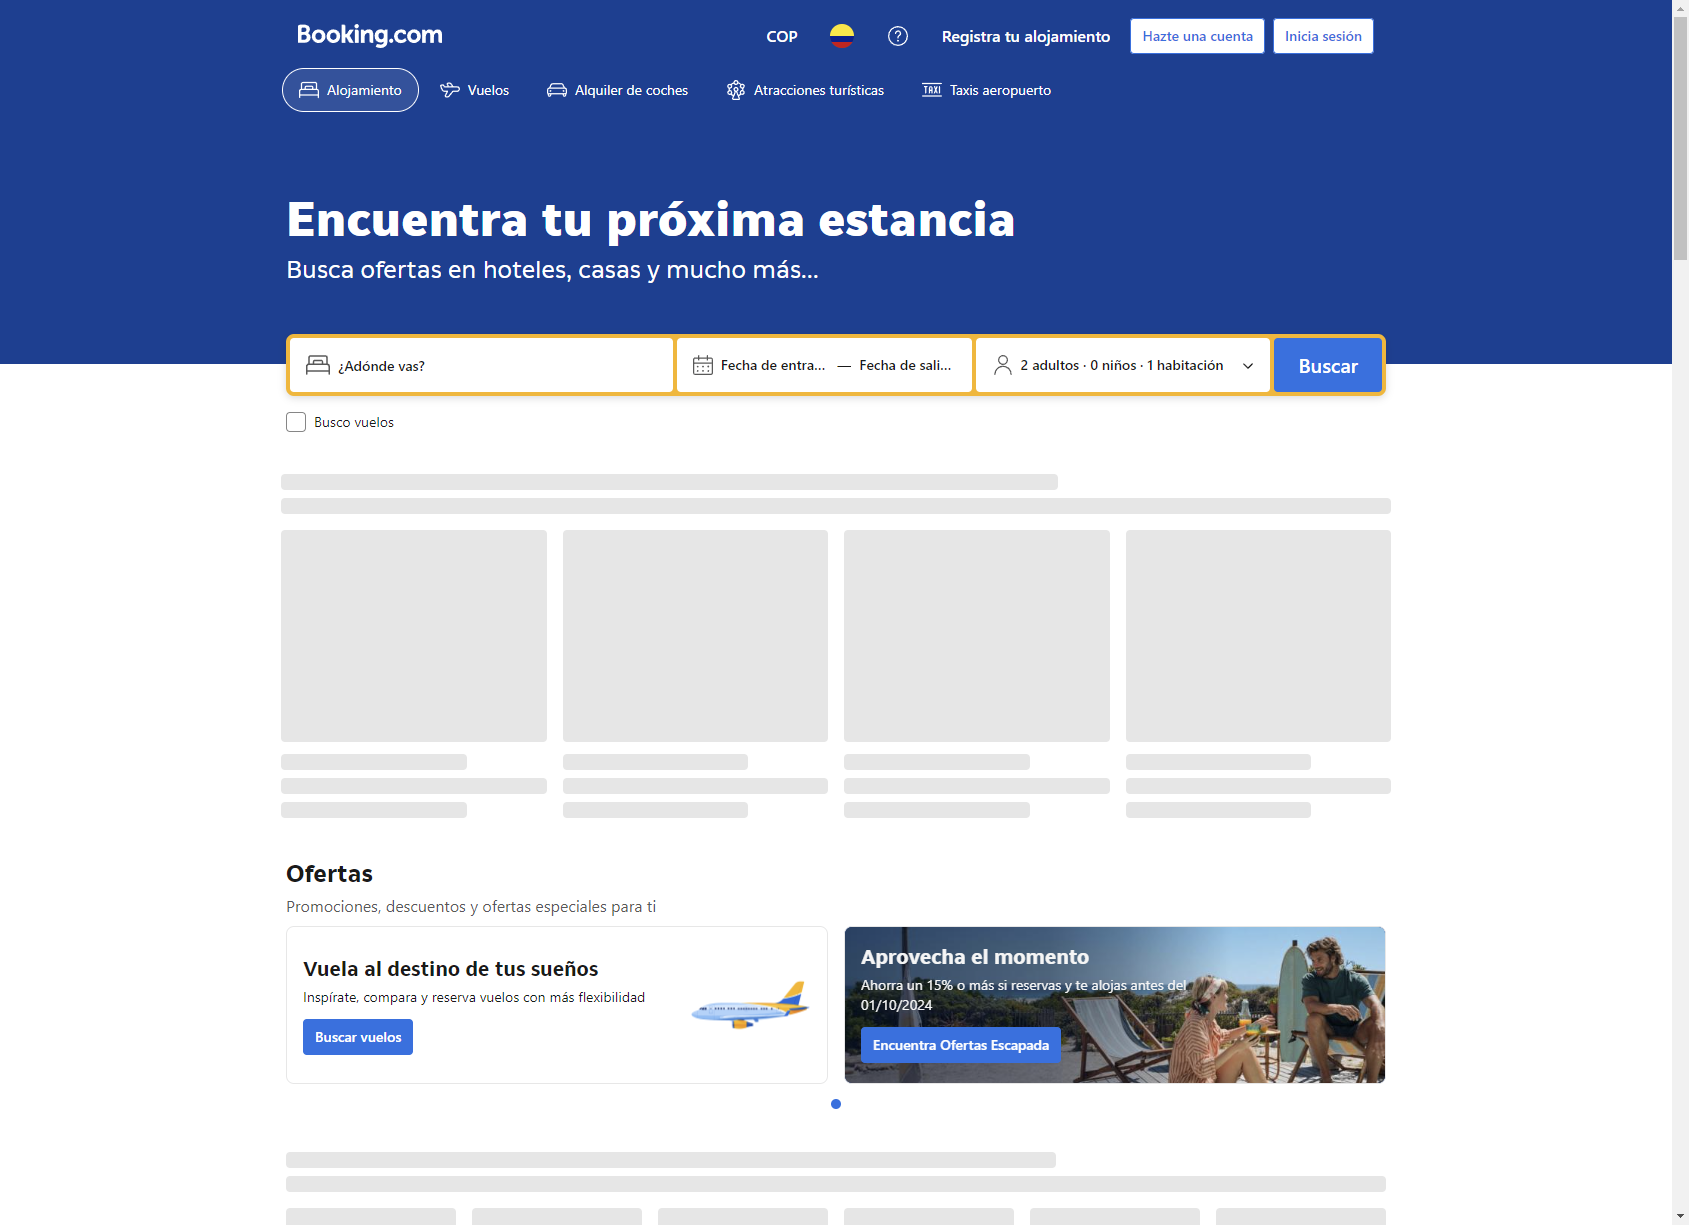 Booking.com
COP
Registra tu alojamiento
Hazte una cuenta
Inicia sesión
Alojamiento
Vuelos
Alquiler de coches
Atracciones turísticas
TAXI
Taxis aeropuerto
Encuentra tu próxima estancia
Busca ofertas en hoteles, casas y mucho más...
¿Adónde vas?
Fecha de entra... — Fecha de sali...
2 adultos · 0 niños · 1 habitación
Buscar
Busco vuelos
Ofertas
Promociones, descuentos y ofertas especiales para ti
Vuela al destino de tus sueños
Inspírate, compara y reserva vuelos con más flexibilidad
Buscar vuelos
Aprovecha el momento
Ahorra un 15% o más si reservas y te alojas antes del
01/10/2024
Encuentra Ofertas Escapada